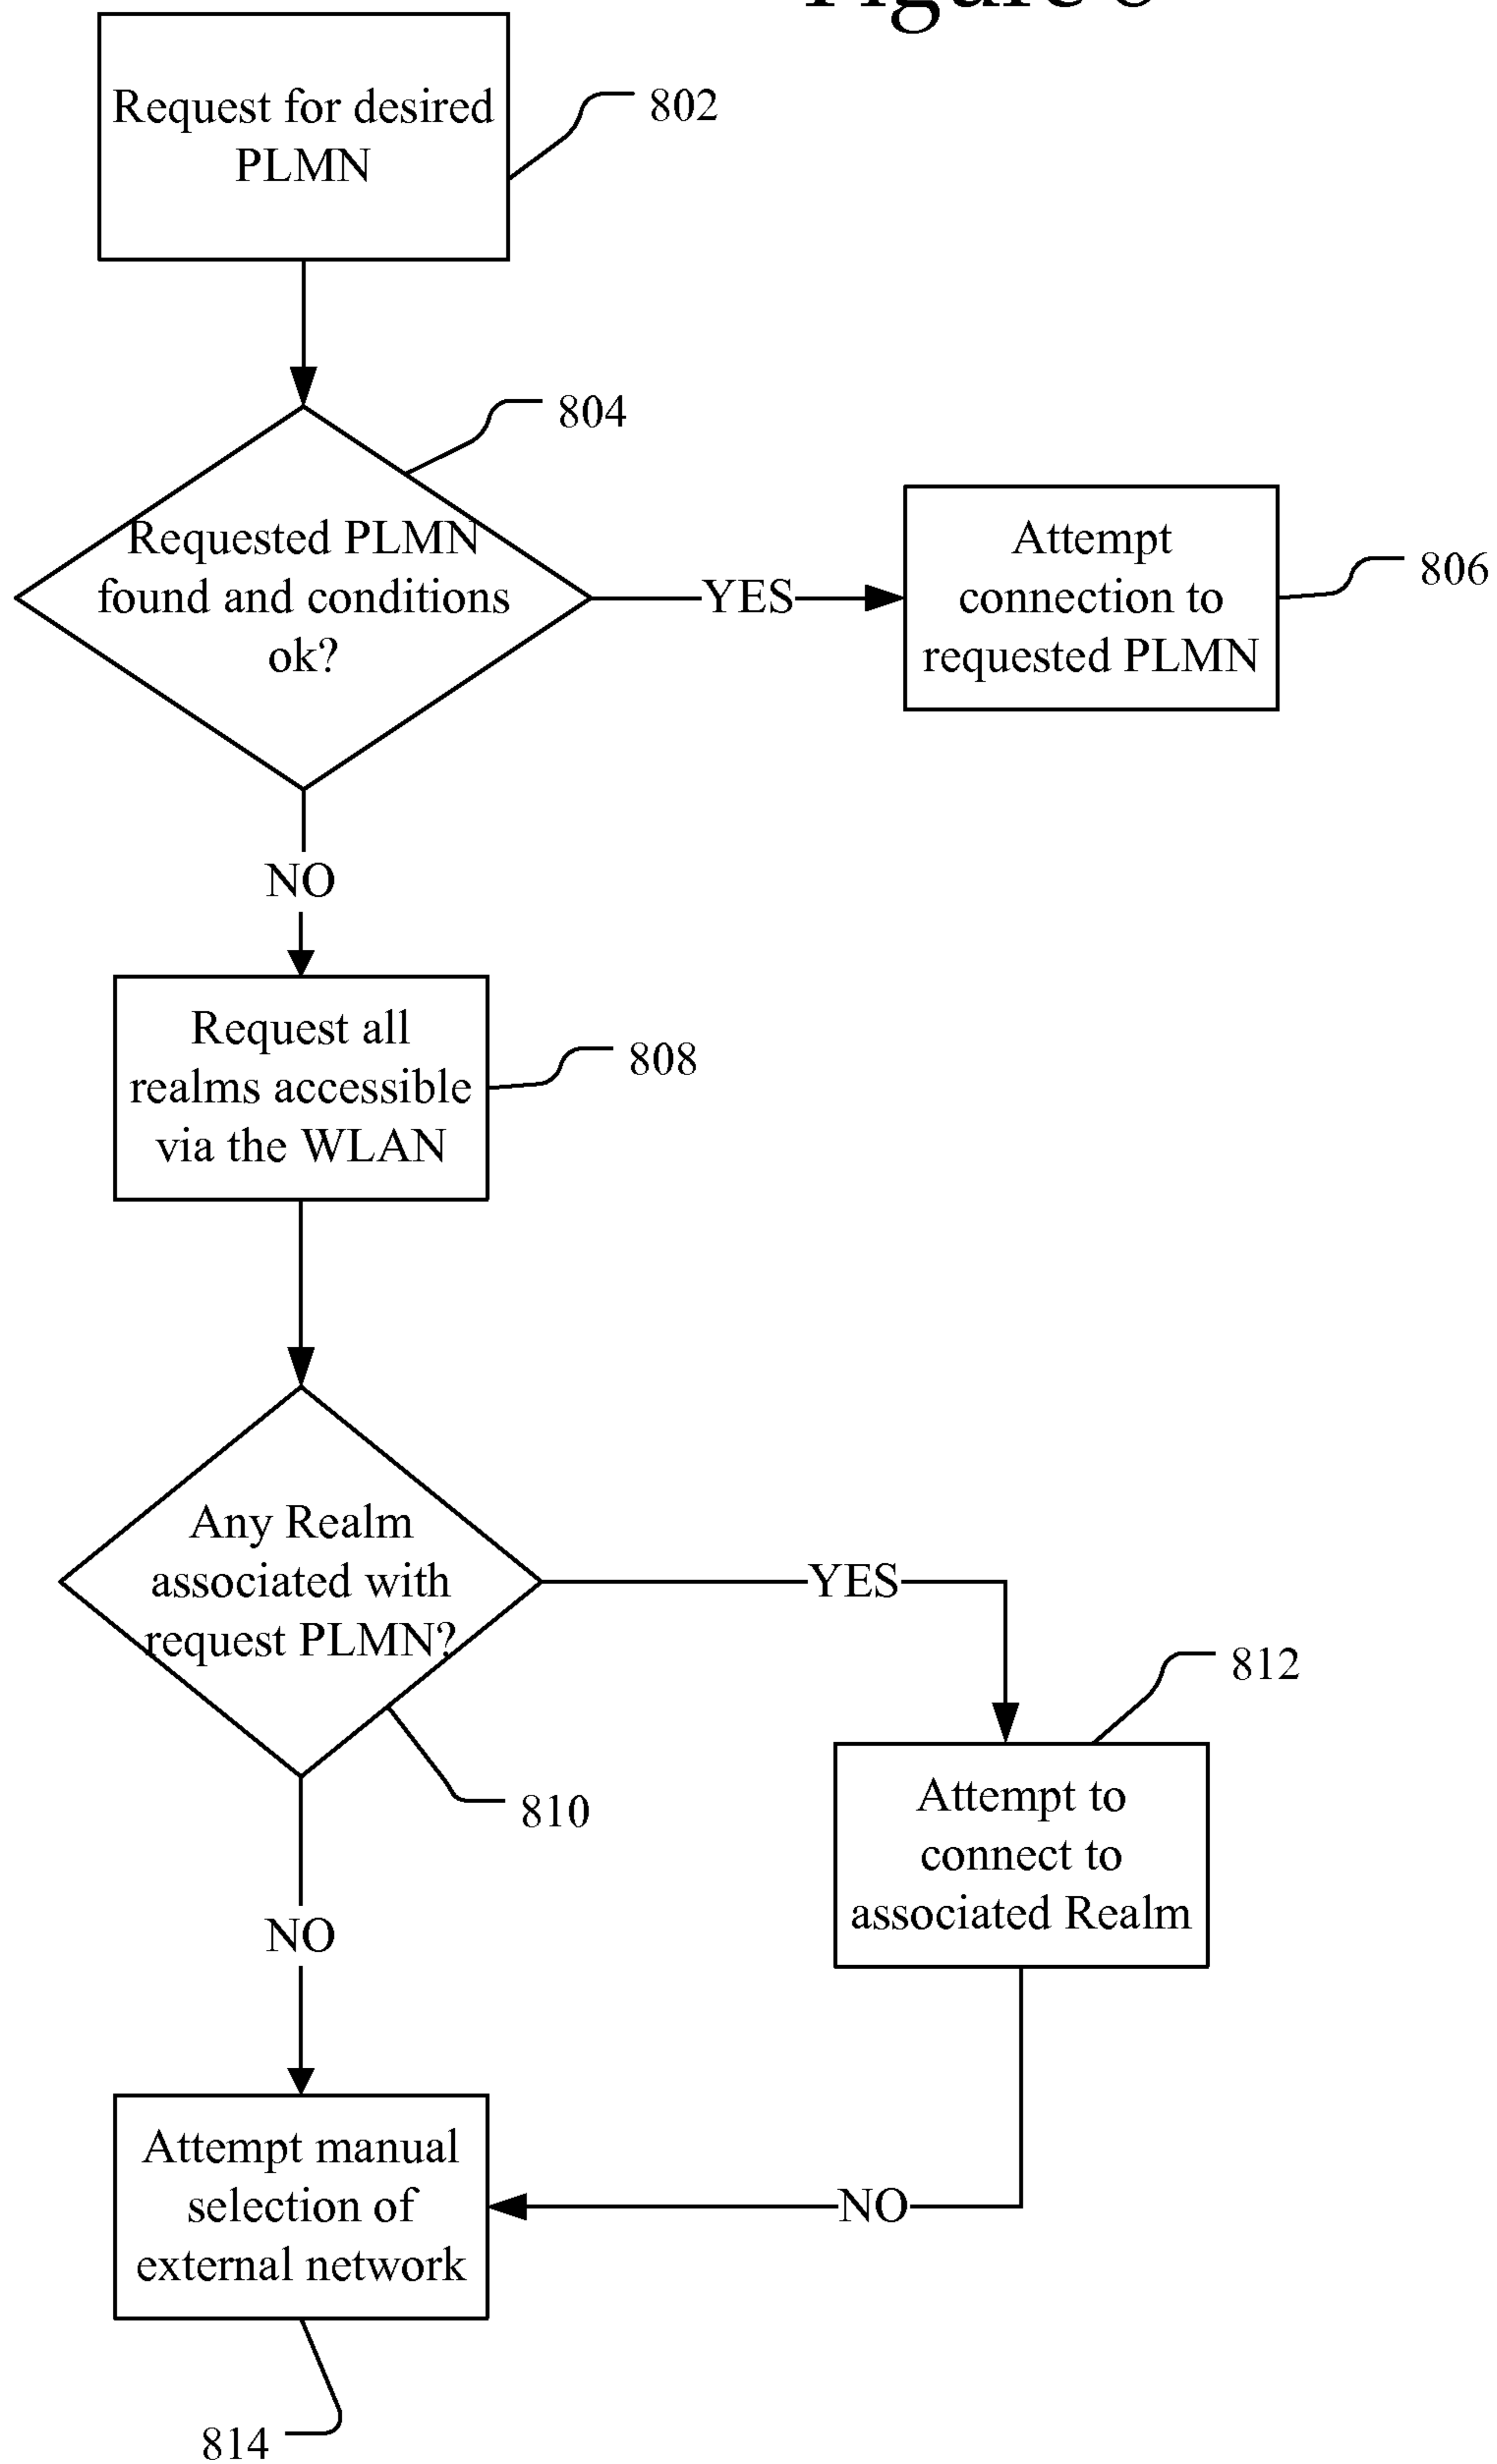 Request for desired
PLMN
802
804
Requested PLMN
found and conditions
ok?
YES
Attempt
connection to
requested PLMN
806
NO
Request all
realms accessible
via the WLAN
808
Any Realm
associated with
request PLMN?
YES
812
810
Attempt to
connect to
associated Realm
NO
Attempt manual
selection of
external network
NO
814